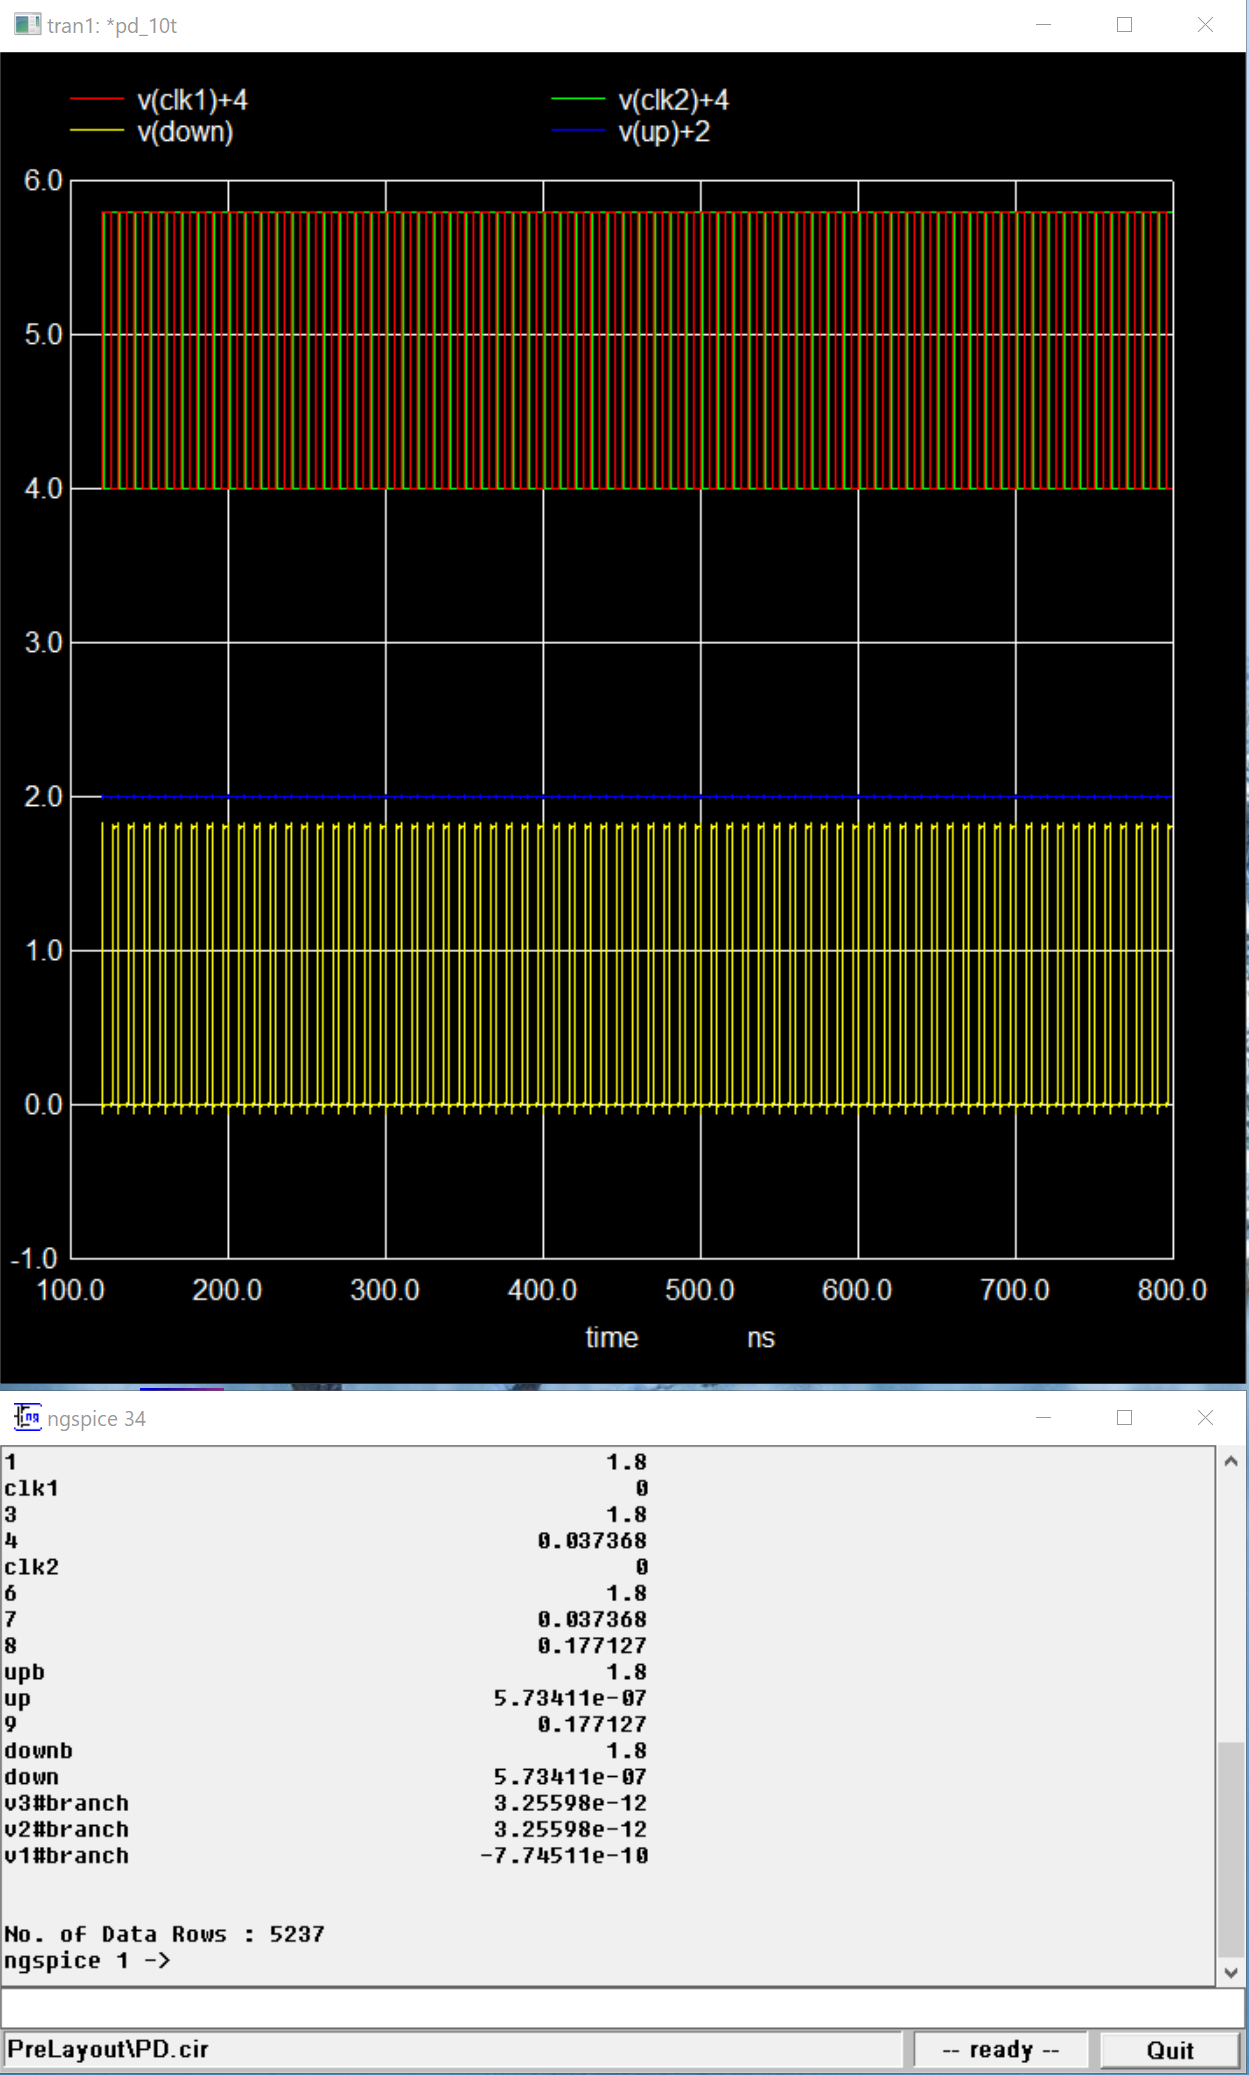 tran1: *pd_10t
v(clk1)+4 v(clk2)+4
v(down) v(up)+2
6.0
5.0
4.0
3.0
2.0
1.0
0.0
-1.0
100.0 200.0 300.0 400.0 500.0 600.0 700.0 800.0
time ns
ngspice 34
1 1.8
clk1 0
3 1.8
4 0.037368
clk2 0
6 1.8
7 0.037368
8 0.177127
upb 1.8
up 5.73411e-07
9 0.177127
downb 1.8
down 5.73411e-07
v3#branch 3.25598e-12
v2#branch 3.25598e-12
v1#branch -7.74511e-10
No. of Data Rows : 5237
ngspice 1 ->
PreLayout\PD.cir -- ready -- Quit